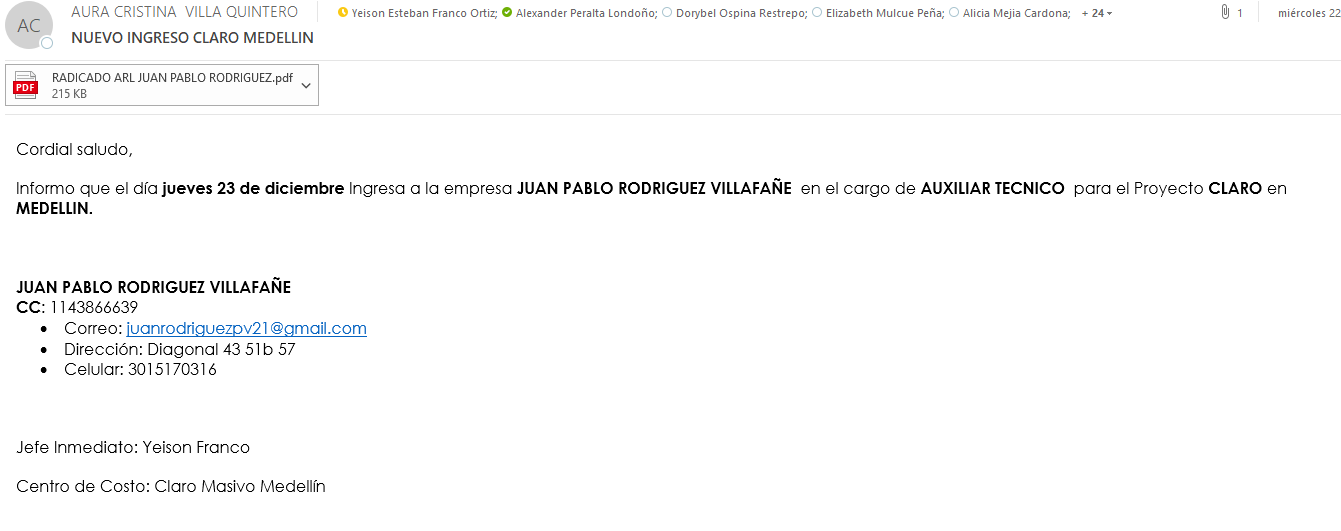 AC
AURA CRISTINA VILLA QUINTERO
Yeison Esteban Franco Ortiz; Alexander Peralta Londoño; Dorybel Ospina Restrepo; Elizabeth Mulcue Peña; Alicia Mejia Cardona; + 24
1
miércoles 22
NUEVO INGRESO CLARO MEDELLIN
PDF
RADICADO ARL JUAN PABLO RODRIGUEZ.pdf
215 KB
Cordial saludo,
Informo que el día jueves 23 de diciembre Ingresa a la empresa JUAN PABLO RODRIGUEZ VILLAFAÑE en el cargo de AUXILIAR TECNICO para el Proyecto CLARO en
MEDELLIN.
JUAN PABLO RODRIGUEZ VILLAFAÑE
CC: 1143866639
• Correo: juanrodriguezpv21@gmail.com
• Dirección: Diagonal 43 51b 57
• Celular: 3015170316
Jefe Inmediato: Yeison Franco
Centro de Costo: Claro Masivo Medellín